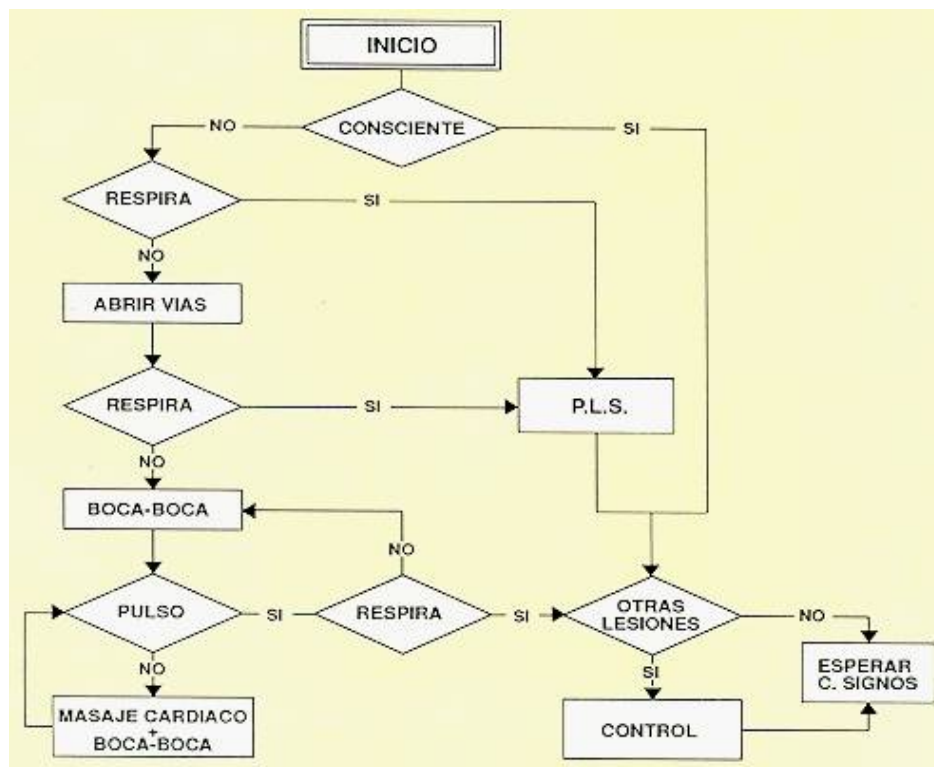 INICIO
CONSCIENTE
NO
SI
RESPIRA
SI
NO
ABRIR VIAS
RESPIRA
SI
P.L.S.
NO
BOCA-BOCA
NO
PULSO
SI
RESPIRA
SI
OTRAS
LESIONES
NO
NO
SI
ESPERAR
C. SIGNOS
MASAJE CARDIACO
+
BOCA-BOCA
CONTROL